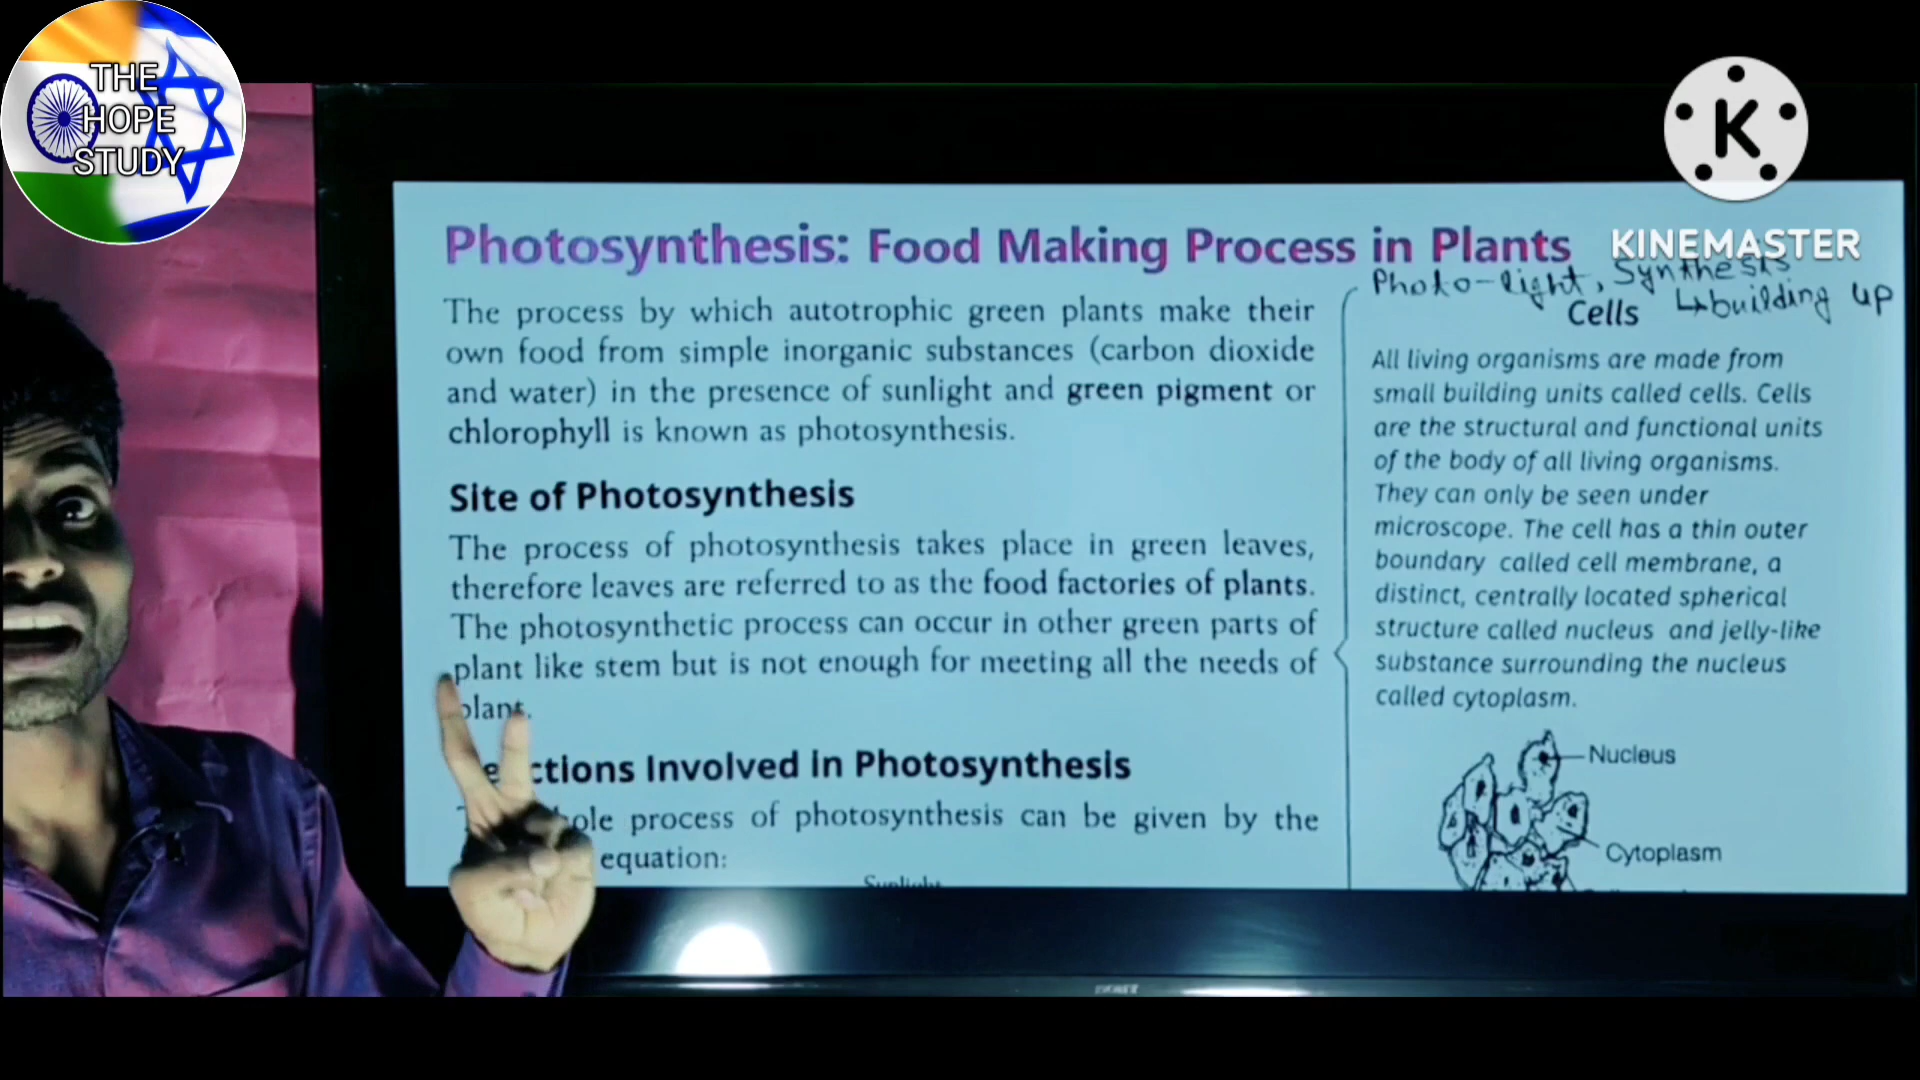 THE
HOPE
STUDY
K
KINEMASTER
Photosynthesis: Food Making Process in Plants
Photo-light, Synthesis
↳building up
The process by which autotrophic green plants make their
own food from simple inorganic substances (carbon dioxide
and water) in the presence of sunlight and green pigment or
chlorophyll is known as photosynthesis.
Site of Photosynthesis
The process of photosynthesis takes place in green leaves,
therefore leaves are referred to as the food factories of plants.
The photosynthetic process can occur in other green parts of
plant like stem but is not enough for meeting all the needs of
plant.
Involved in Photosynthesis
process of photosynthesis can be given by the
equation:
Sunlight
Cells
All living organisms are made from
small building units called cells. Cells
are the structural and functional units
of the body of all living organisms.
They can only be seen under
microscope. The cell has a thin outer
boundary called cell membrane, a
distinct, centrally located spherical
structure called nucleus and jelly-like
substance surrounding the nucleus
called cytoplasm.
Nucleus
Cytoplasm